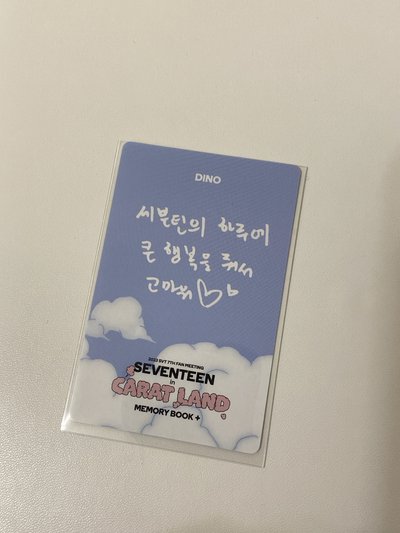 DINO
세븐틴의 하루에
큰 행복을 줘서
고마워♡♡
2023 SVT 7TH FAN MEETING
SEVENTEEN
in
CARAT LAND
MEMORY BOOK +